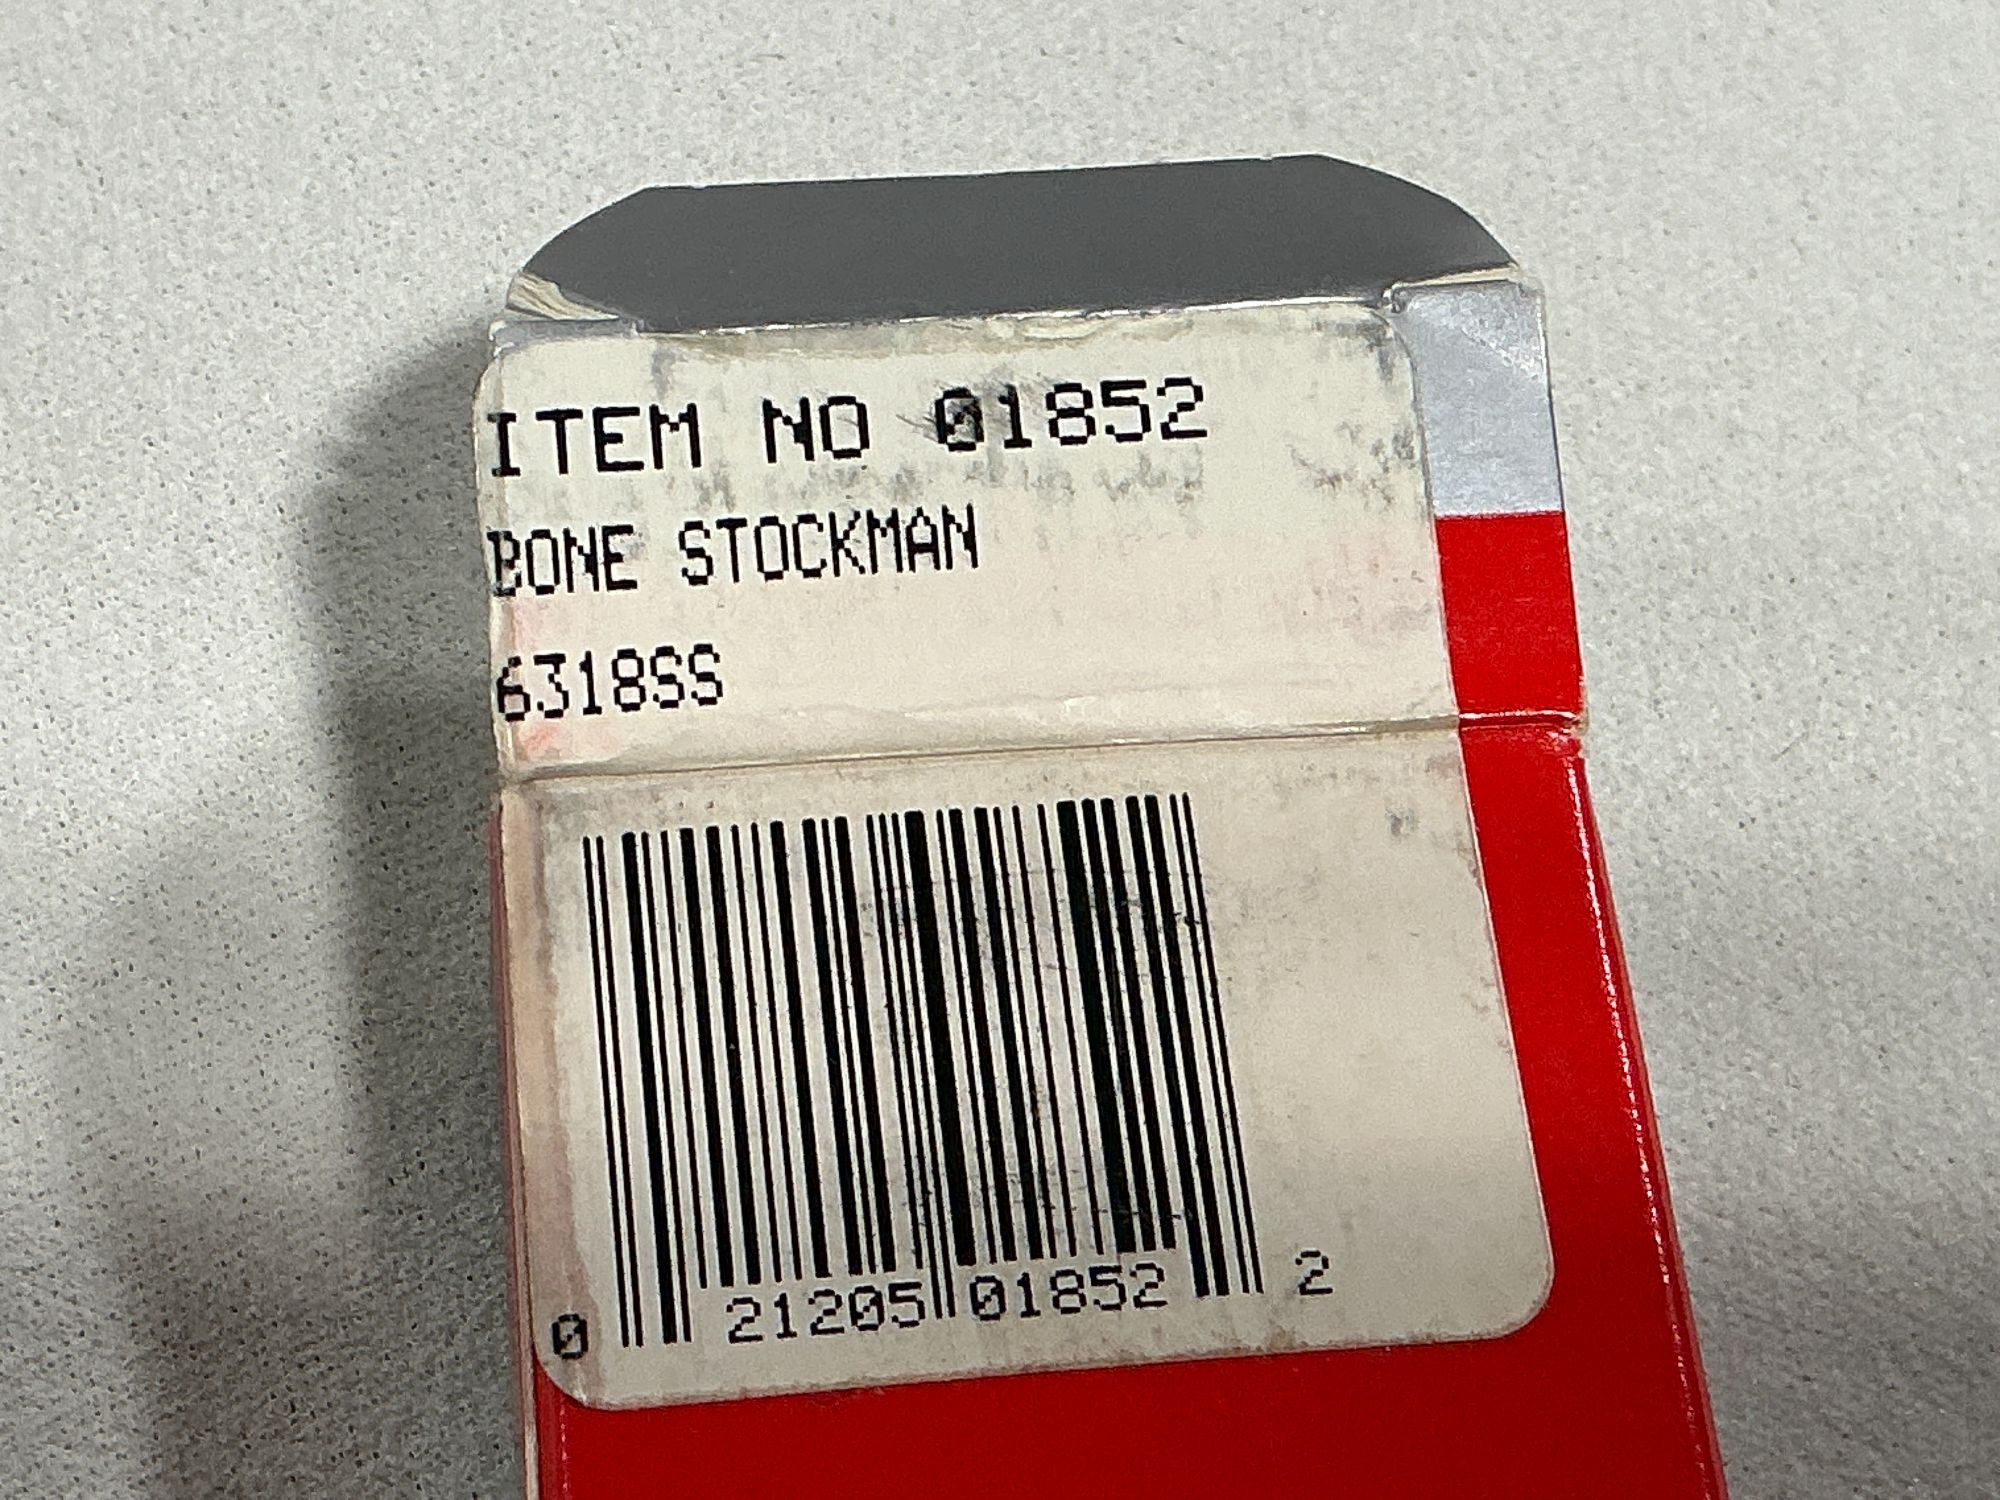 ITEM NO 01852
BONE STOCKMAN
6318SS
0 21205 01852 2